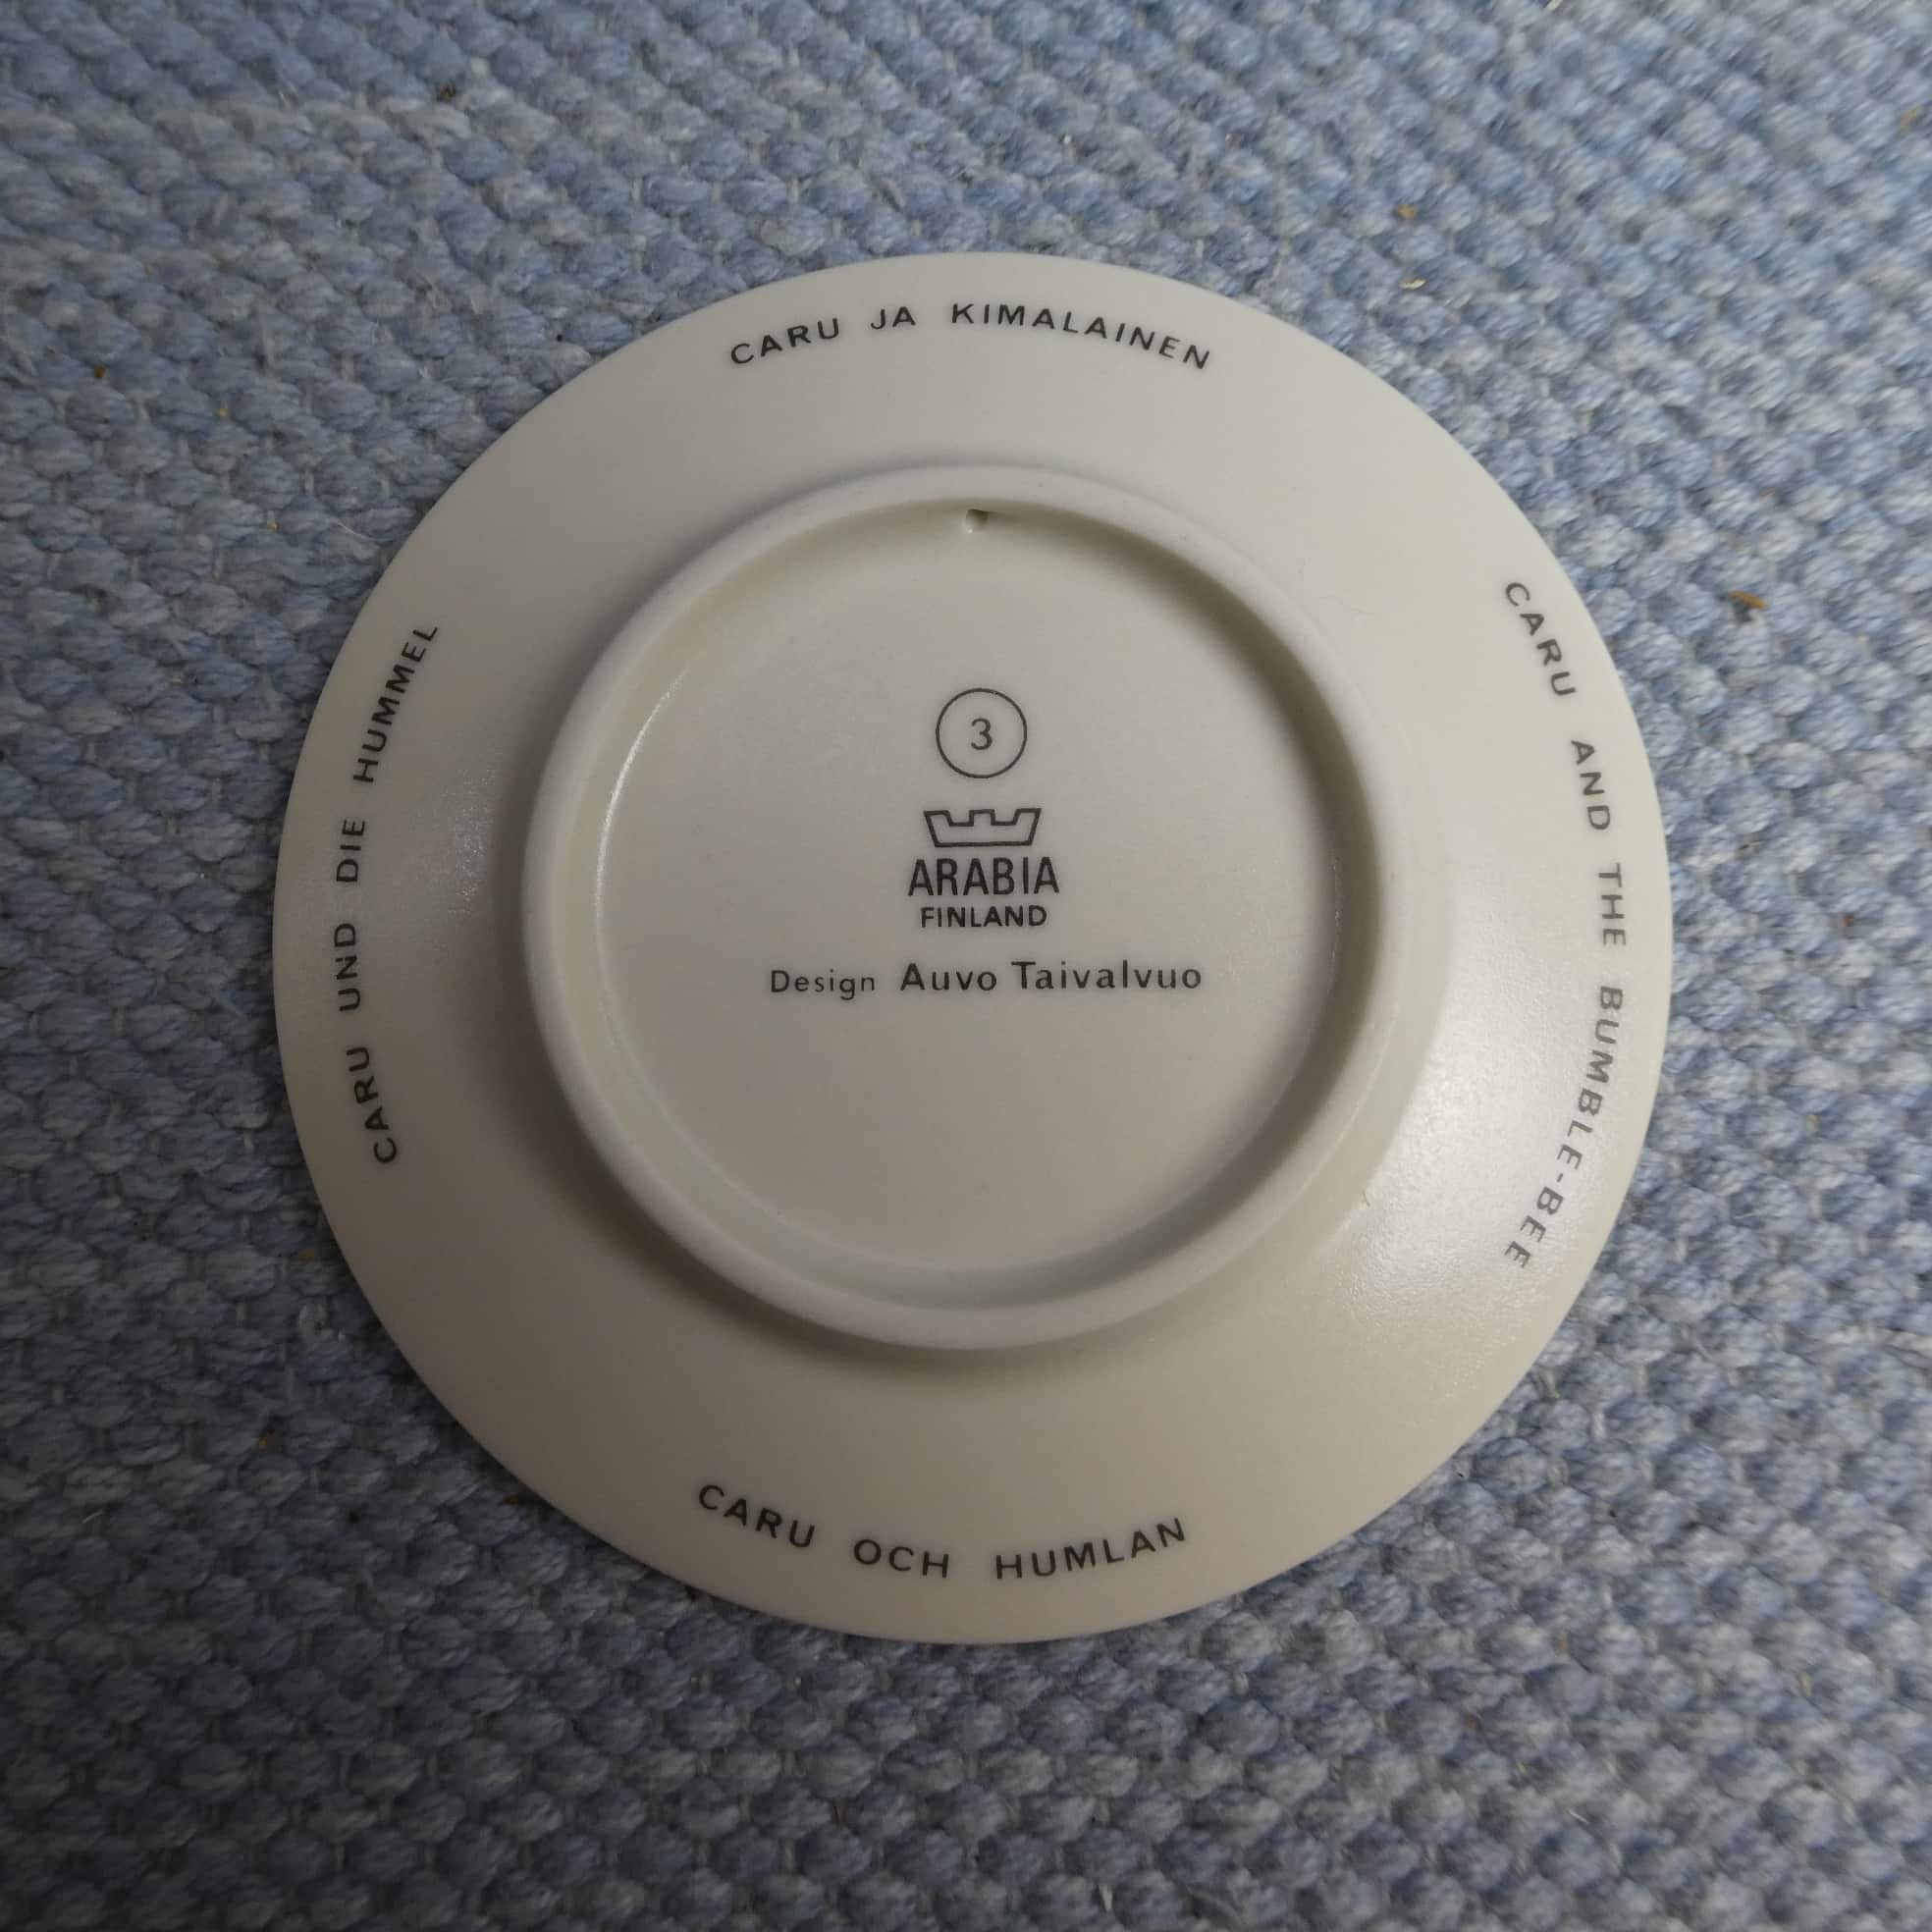 CARU JA KIMALAINEN
CARU AND THE BUMBLE-BEE
CARU OCH HUMLAN
CARU UND DIE HUMMEL
3
ARABIA
FINLAND
Design Auvo Taivalvuo